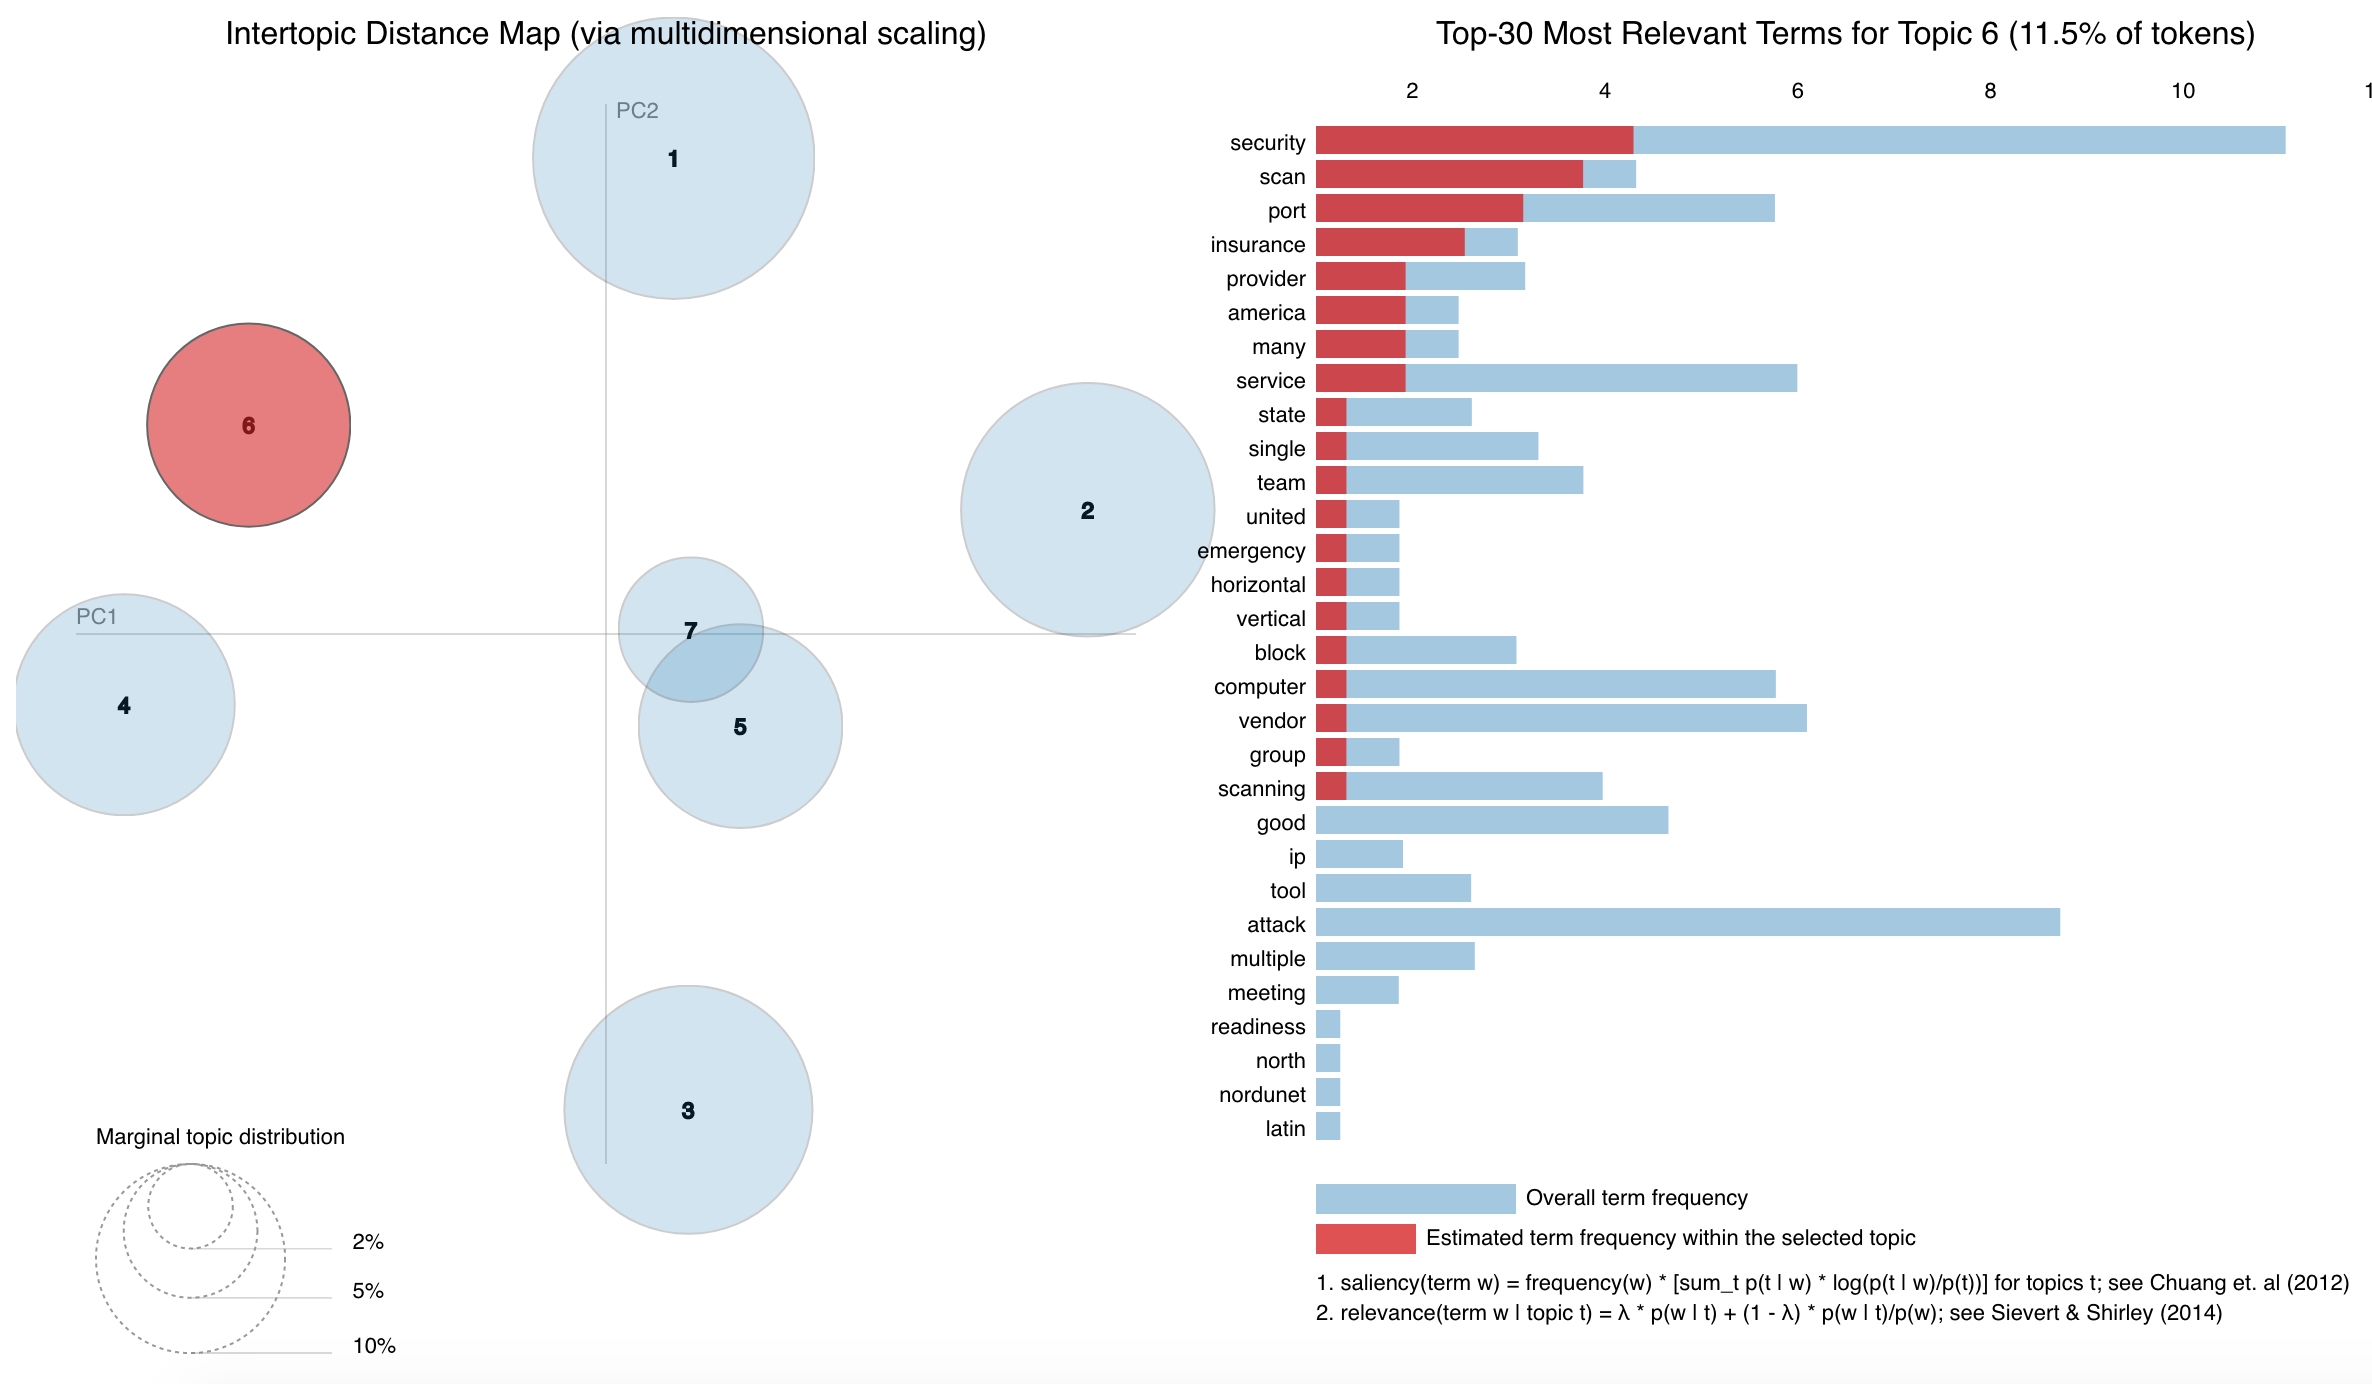 Intertopic Distance Map (via multidimensional scaling)
PC2
1
6
2
PC1
7
4
5
3
Marginal topic distribution
2%
5%
10%
Top-30 Most Relevant Terms for Topic 6 (11.5% of tokens)
2 4 6 8 10 1
security
scan
port
insurance
provider
america
many
service
state
single
team
united
emergency
horizontal
vertical
block
computer
vendor
group
scanning
good
ip
tool
attack
multiple
meeting
readiness
north
nordunet
latin
Overall term frequency
Estimated term frequency within the selected topic
1. saliency(term w) = frequency(w) * [sum_t p(t | w) * log(p(t | w)/p(t))] for topics t; see Chuang et. al (2012)
2. relevance(term w | topic t) = λ * p(w | t) + (1 - λ) * p(w | t)/p(w); see Sievert & Shirley (2014)